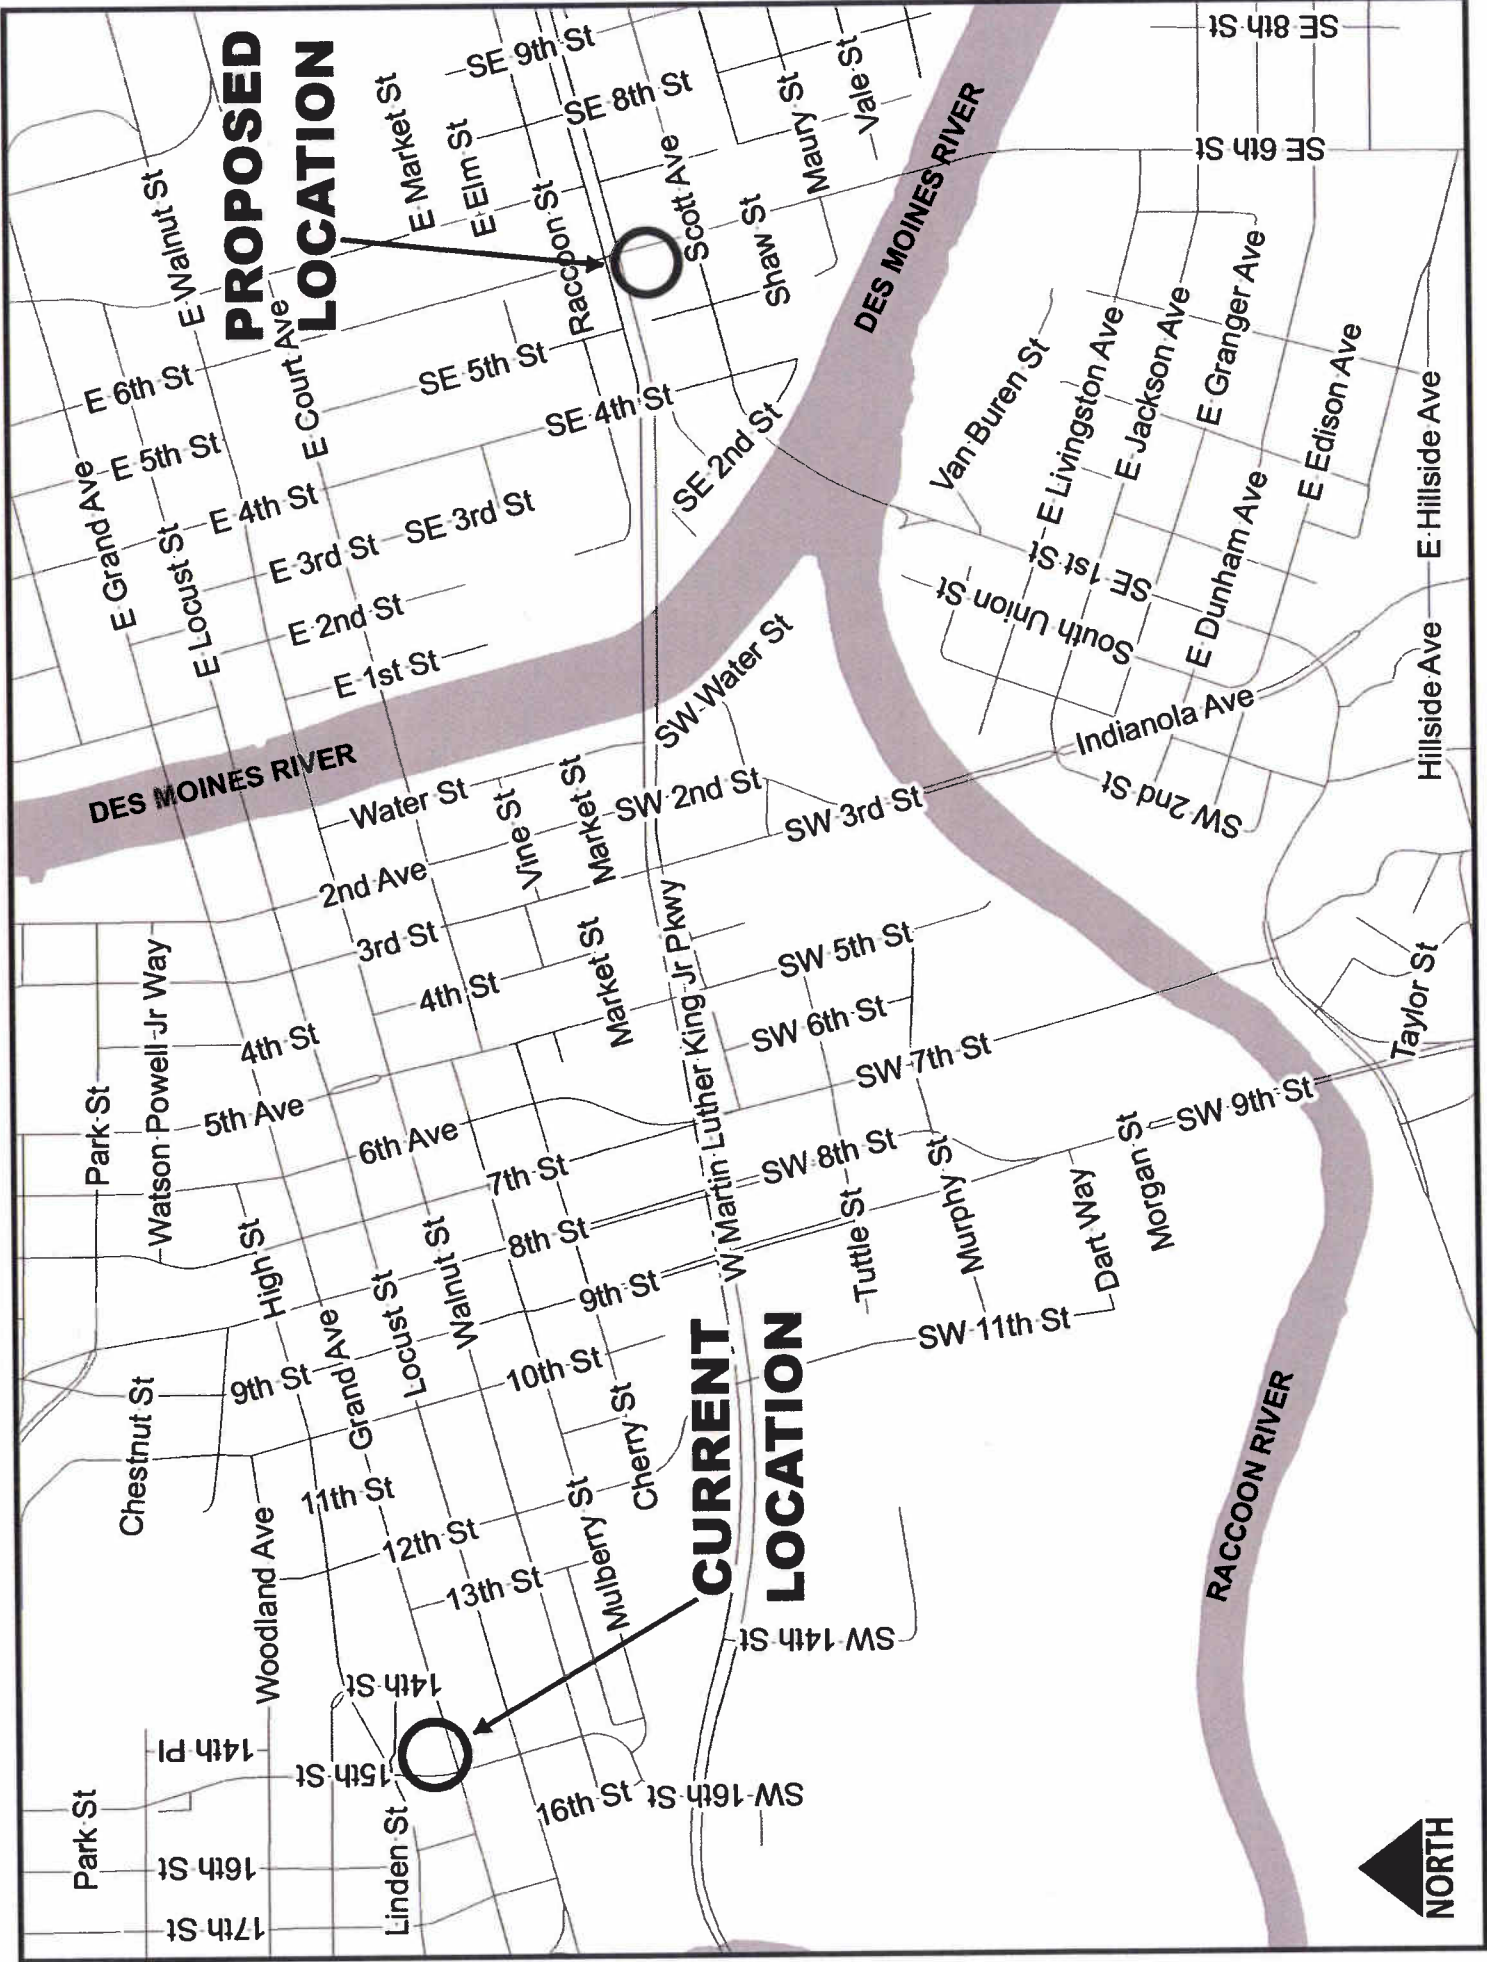 PROPOSED
LOCATION
CURRENT
LOCATION
DES MOINES RIVER
DES MOINES RIVER
RACCOON RIVER
NORTH
Park St
16th St
17th St
14th Pl
15th St
Linden St
14th St
16th St
SW 16th St
SW 14th St
Woodland Ave
Chestnut St
11th St
12th St
13th St
Mulberry St
Cherry St
9th St
Grand Ave
Locust St
Walnut St
High St
10th St
9th St
8th St
7th St
Park St
Watson Powell Jr Way
5th Ave
4th St
6th Ave
4th St
3rd St
2nd Ave
Water St
Vine St
Market St
Market St
W Martin Luther King Jr Pkwy
SW Water St
SW 2nd St
SW 3rd St
SW 5th St
SW 6th St
SW 7th St
SW 8th St
SW 9th St
SW 11th St
Tuttle St
Murphy St
Dart Way
Morgan St
Taylor St
E Grand Ave
E Locust St
E Walnut St
E Court Ave
E 6th St
E 5th St
E 4th St
E 3rd St
E 2nd St
E 1st St
SE 3rd St
SE 5th St
SE 4th St
SE 2nd St
E Market St
E Elm St
Raccoon St
SE 9th St
SE 8th St
Scott Ave
Shaw St
Maury St
Vale St
SE 8th St
SE 6th St
Van Buren St
E Livingston Ave
E Jackson Ave
E Granger Ave
E Dunham Ave
E Edison Ave
E Hillside Ave
Hillside Ave
SE 1st St
South Union St
Indianola Ave
SW 2nd St